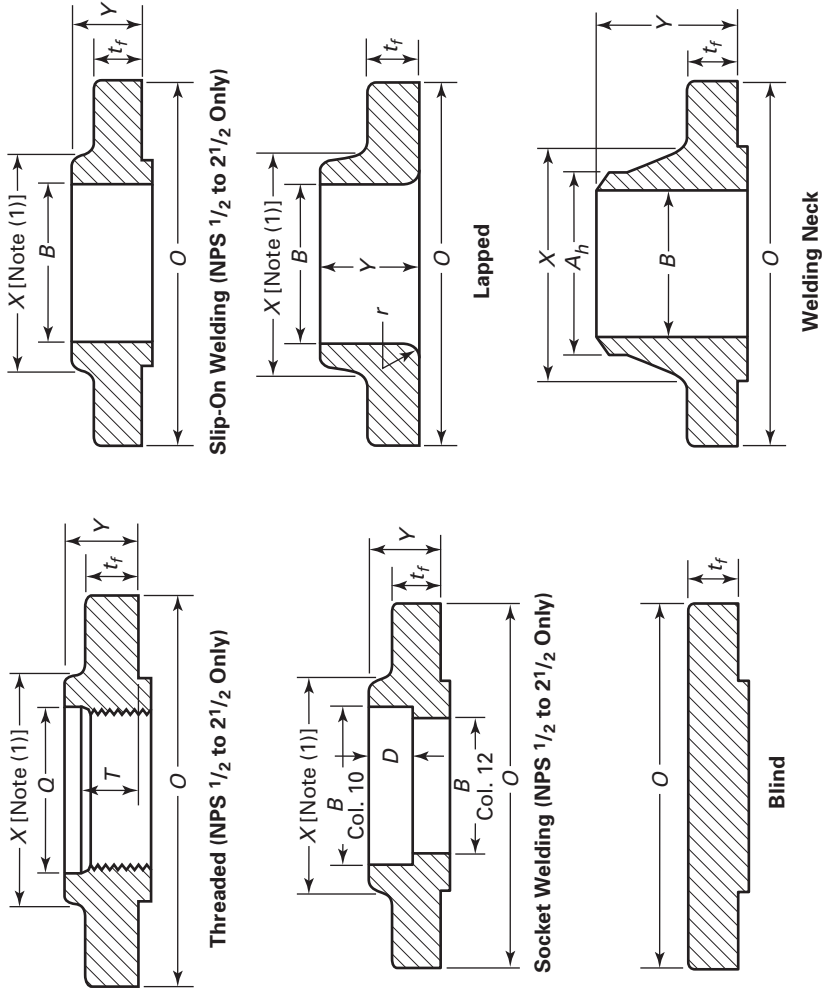 X [Note (1)]
Q
T
O
Y
t_f
Threaded (NPS 1/2 to 2 1/2 Only)
X [Note (1)]
B
O
Y
t_f
Slip-On Welding (NPS 1/2 to 2 1/2 Only)
X [Note (1)]
B
Col. 10
D
B
Col. 12
O
Y
t_f
Socket Welding (NPS 1/2 to 2 1/2 Only)
X [Note (1)]
B
Y
r
O
t_f
Lapped
O
t_f
Blind
X
A_h
B
O
Y
t_f
Welding Neck